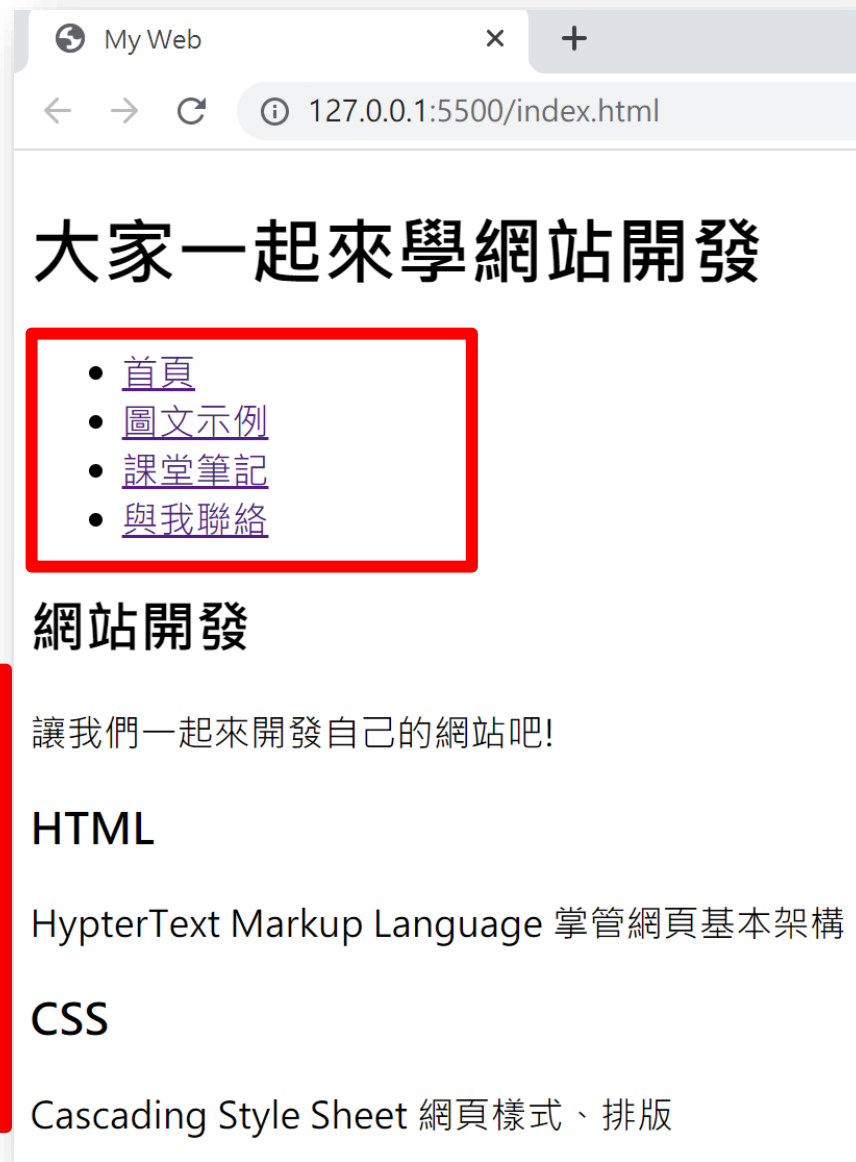 My Web
127.0.0.1:5500/index.html
大家一起來學網站開發
首頁
圖文示例
課堂筆記
與我聯絡
網站開發
讓我們一起來開發自己的網站吧!
HTML
HypterText Markup Language 掌管網頁基本架構
CSS
Cascading Style Sheet 網頁樣式、排版